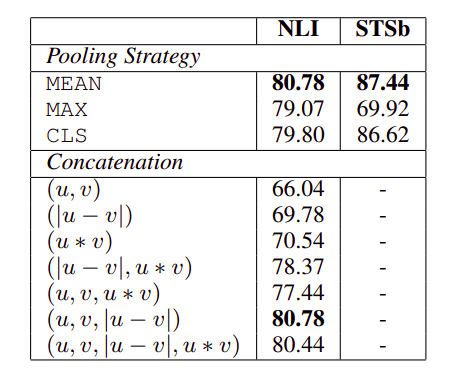 NLI STSb
Pooling Strategy
MEAN 80.78 87.44
MAX 79.07 69.92
CLS 79.80 86.62
Concatenation
(u, v) 66.04 -
(|u − v|) 69.78 -
(u ∗ v) 70.54 -
(|u − v|, u ∗ v) 78.37 -
(u, v, u ∗ v) 77.44 -
(u, v, |u − v|) 80.78 -
(u, v, |u − v|, u ∗ v) 80.44 -